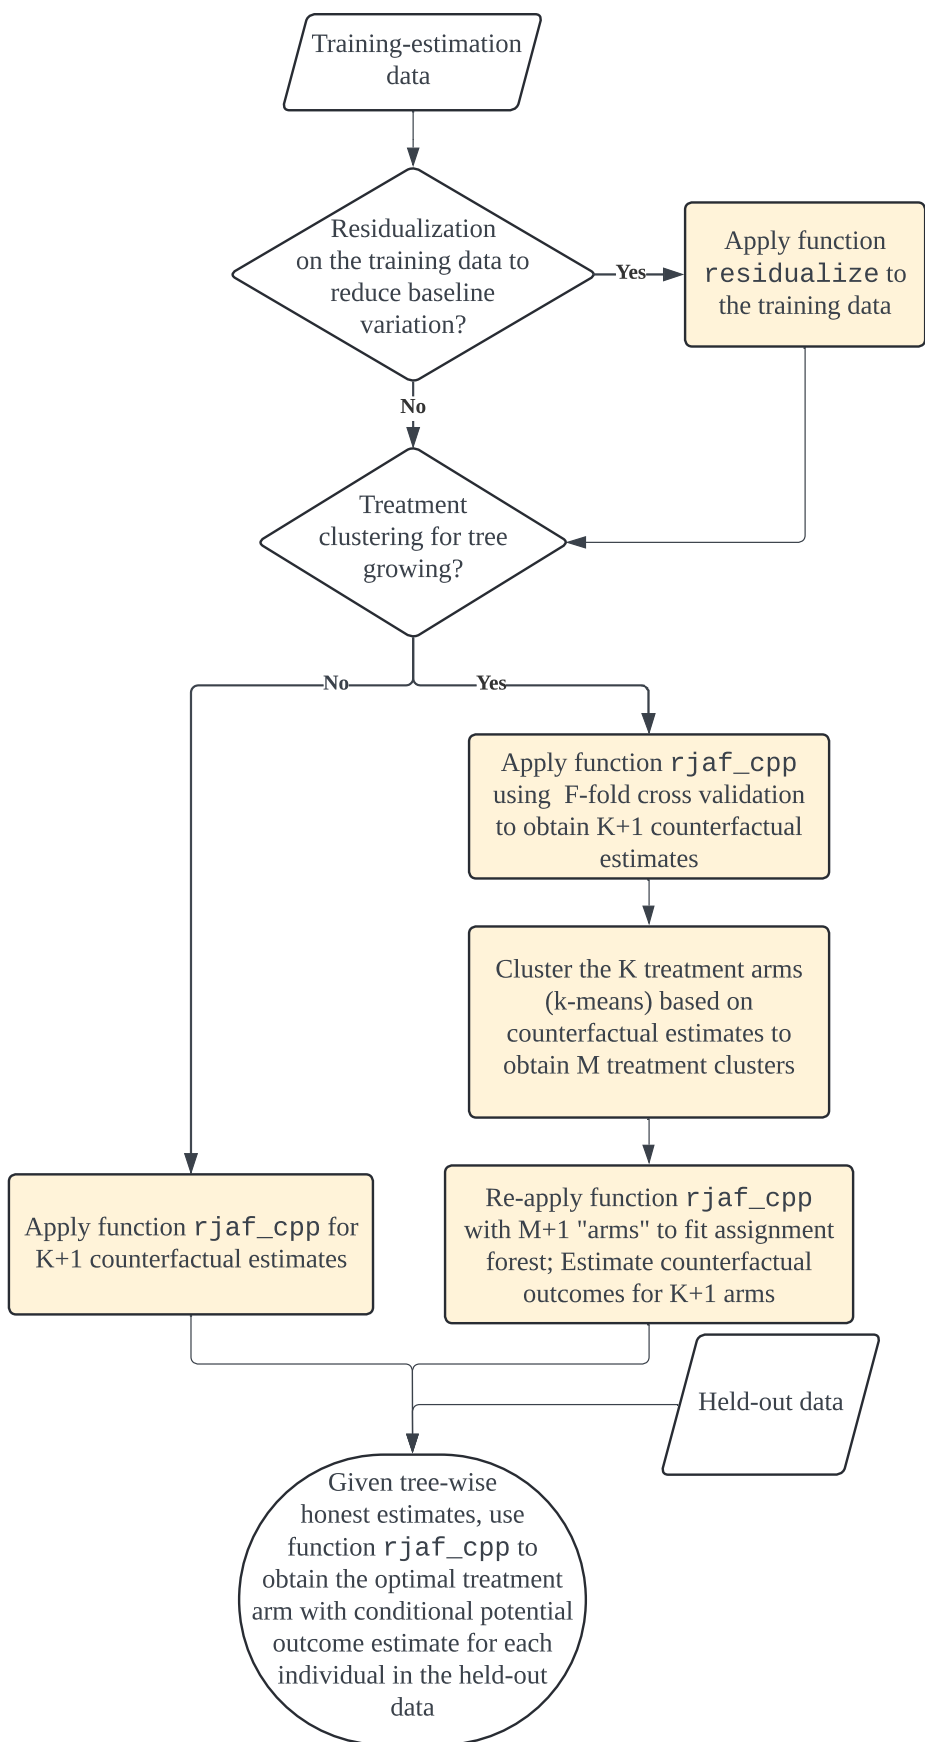 Training-estimation
data
Residualization
on the training data to
reduce baseline
variation?
Yes
Apply function
residualize to
the training data
No
Treatment
clustering for tree
growing?
No
Yes
Apply function rjaf_cpp
using F-fold cross validation
to obtain K+1 counterfactual
estimates
Cluster the K treatment arms
(k-means) based on
counterfactual estimates to
obtain M treatment clusters
Apply function rjaf_cpp for
K+1 counterfactual estimates
Re-apply function rjaf_cpp
with M+1 "arms" to fit assignment
forest; Estimate counterfactual
outcomes for K+1 arms
Held-out data
Given tree-wise
honest estimates, use
function rjaf_cpp to
obtain the optimal treatment
arm with conditional potential
outcome estimate for each
individual in the held-out
data